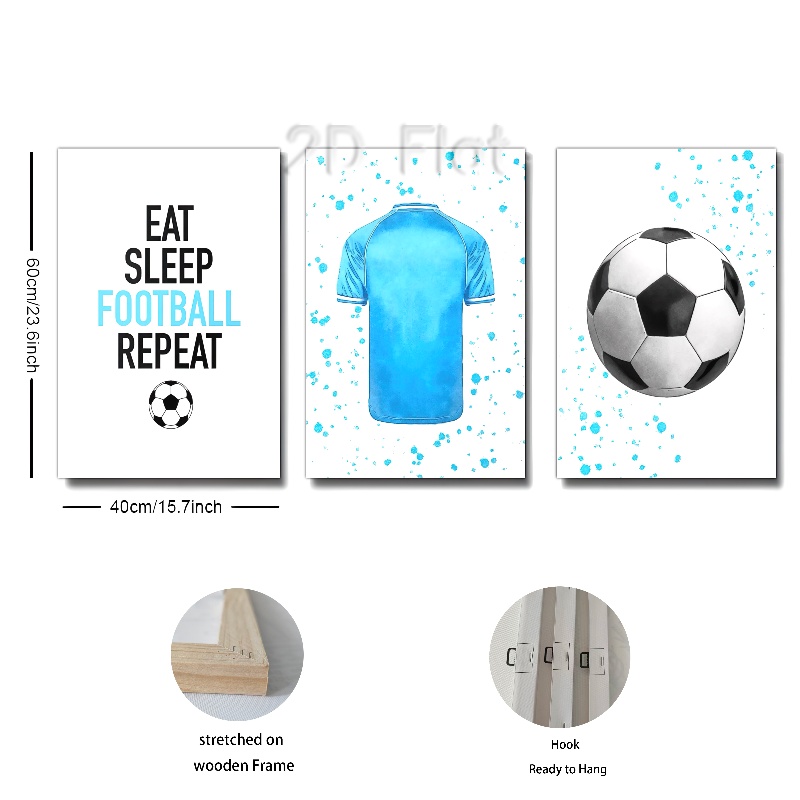 2D Flat
EAT
SLEEP
FOOTBALL
REPEAT
60cm/23.6inch
40cm/15.7inch
stretched on
wooden Frame
Hook
Ready to Hang